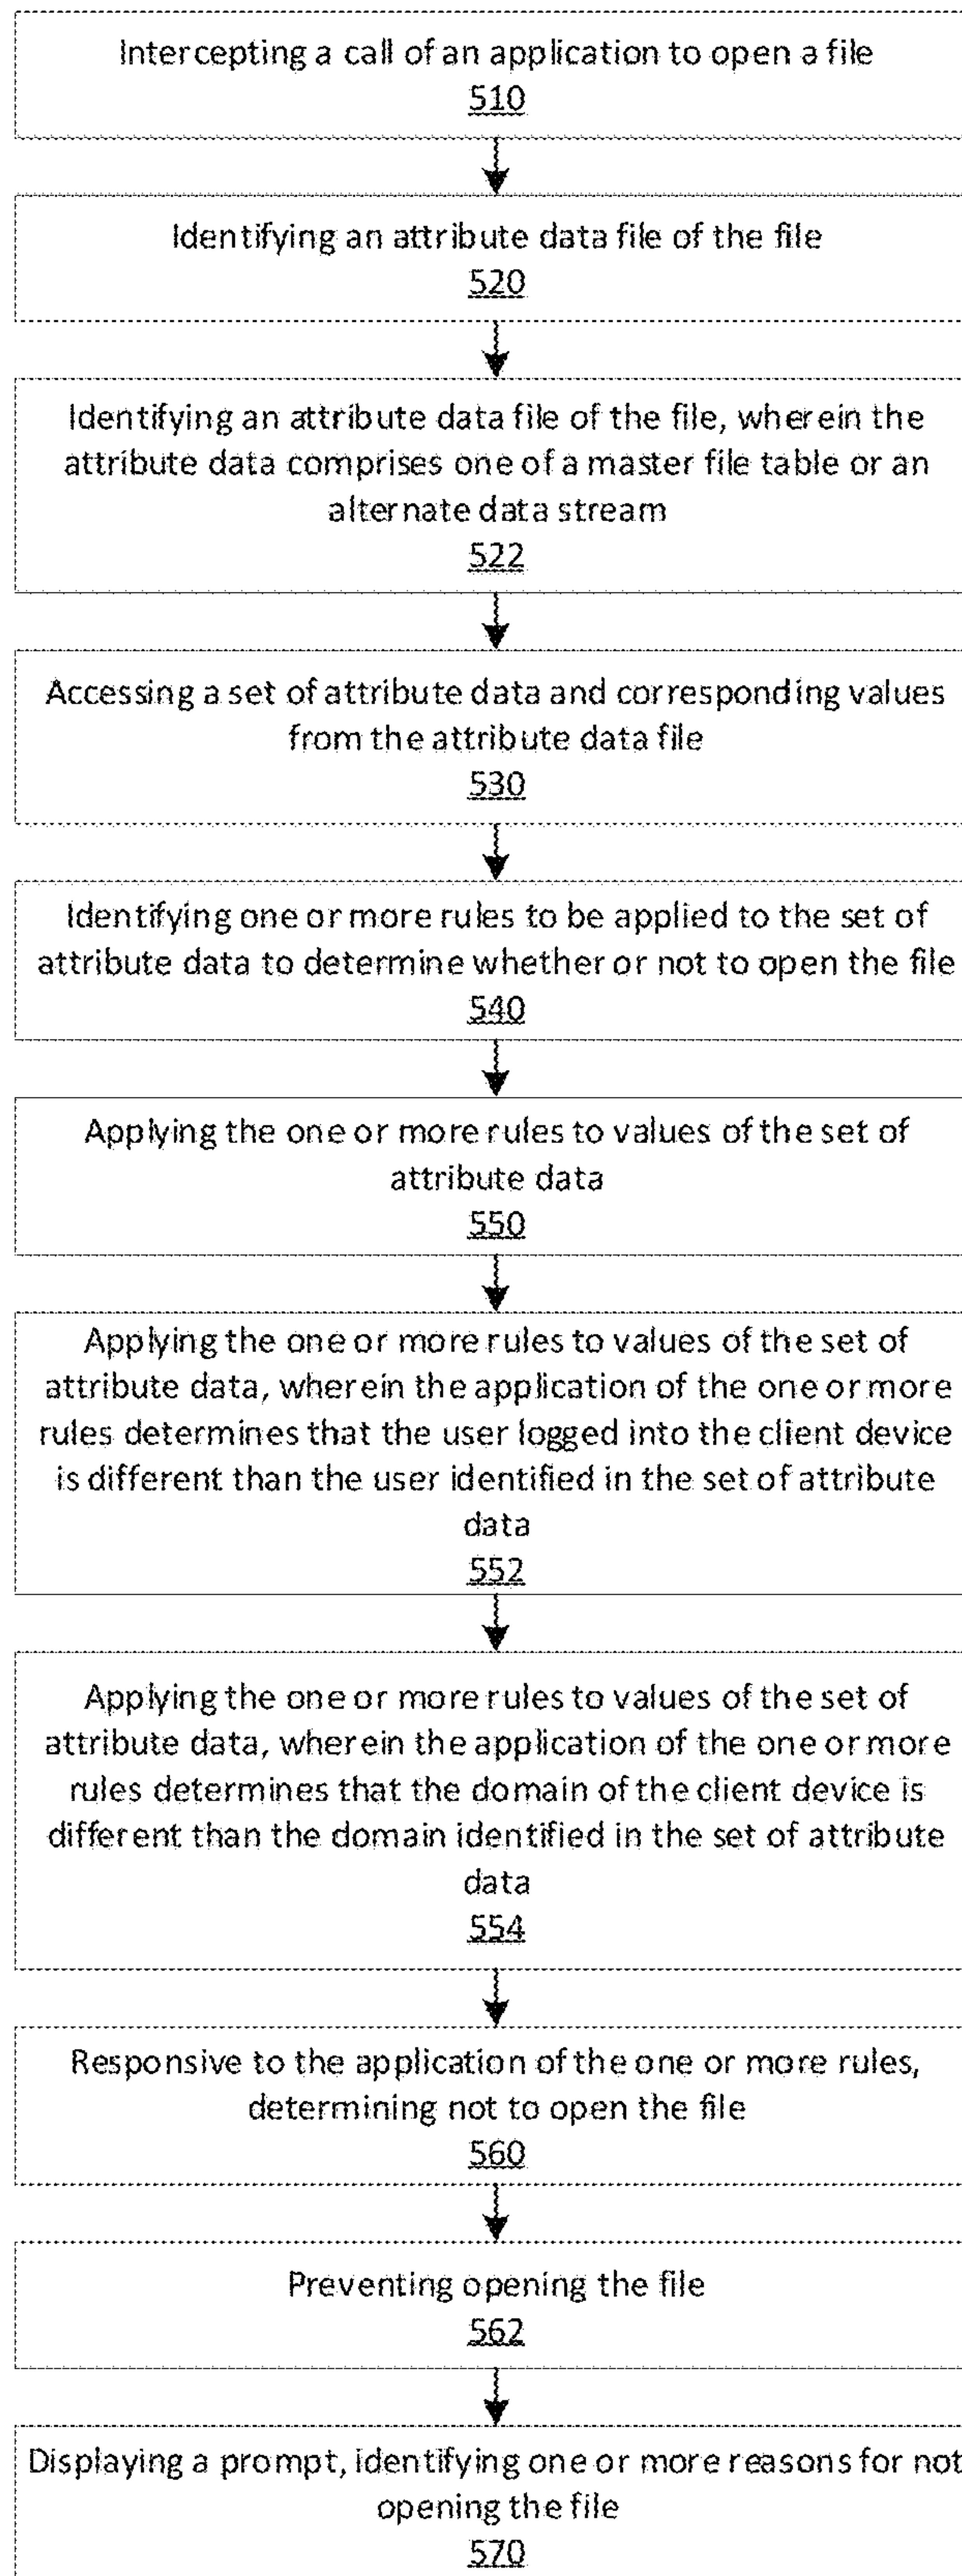 Intercepting a call of an application to open a file
510
Identifying an attribute data file of the file
520
Identifying an attribute data file of the file, wherein the
attribute data comprises one of a master file table or an
alternate data stream
522
Accessing a set of attribute data and corresponding values
from the attribute data file
530
Identifying one or more rules to be applied to the set of
attribute data to determine whether or not to open the file
540
Applying the one or more rules to values of the set of
attribute data
550
Applying the one or more rules to values of the set of
attribute data, wherein the application of the one or more
rules determines that the user logged into the client device
is different than the user identified in the set of attribute
data
552
Applying the one or more rules to values of the set of
attribute data, wherein the application of the one or more
rules determines that the domain of the client device is
different than the domain identified in the set of attribute
data
554
Responsive to the application of the one or more rules,
determining not to open the file
560
Preventing opening the file
562
Displaying a prompt, identifying one or more reasons for not
opening the file
570